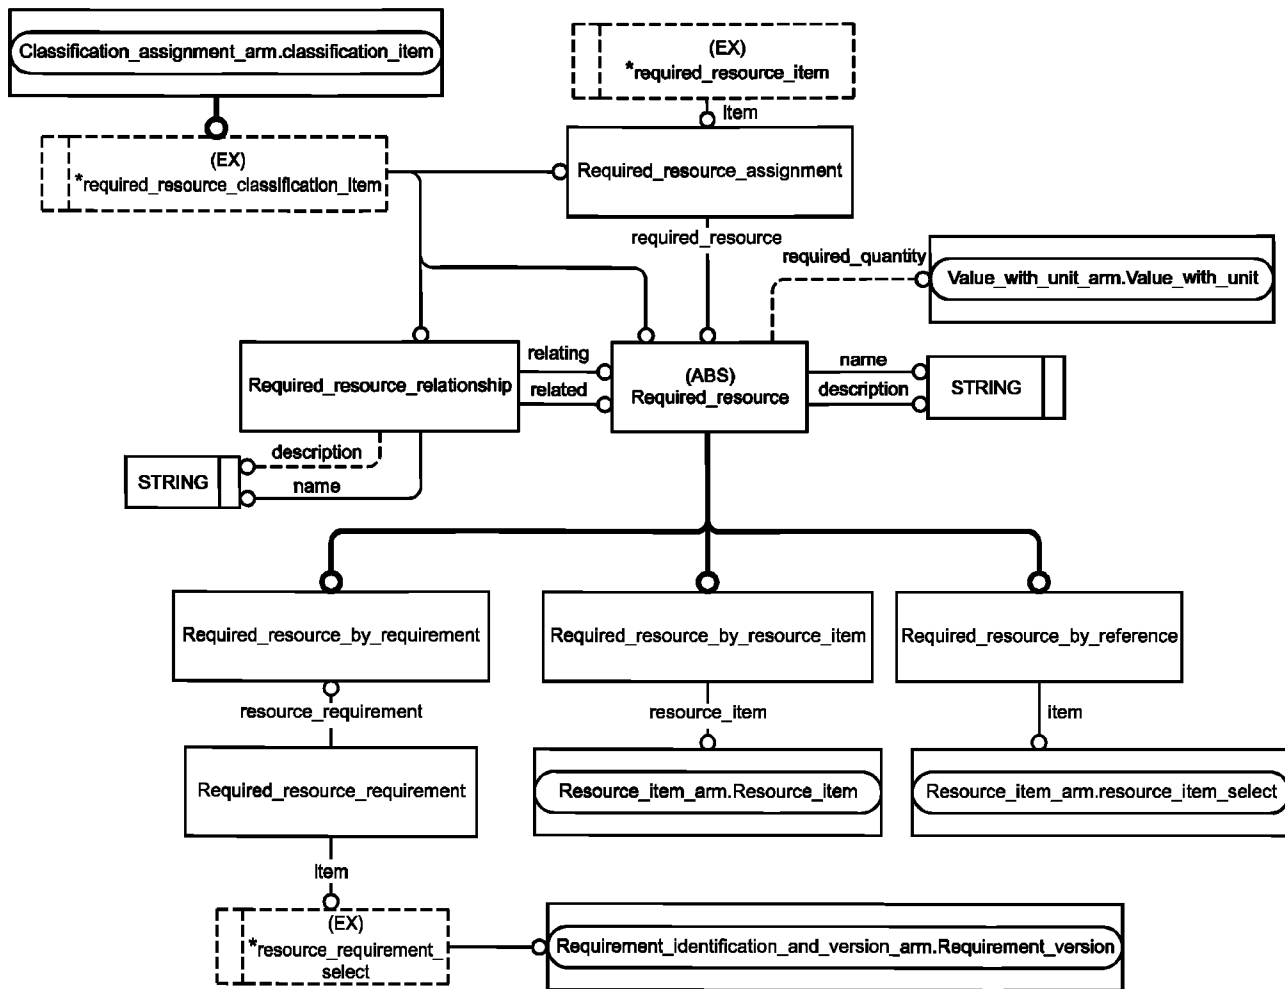 Classification_assignment_arm.classification_item
(EX)
*required_resource_item
Item
(EX)
*required_resource_classification_item
Required_resource_assignment
required_resource
required_quantity
Value_with_unit_arm.Value_with_unit
Required_resource_relationship
relating
related
(ABS)
Required_resource
name
description
STRING
description
name
STRING
Required_resource_by_requirement
Required_resource_by_resource_item
Required_resource_by_reference
resource_requirement
resource_item
item
Required_resource_requirement
Resource_item_arm.Resource_item
Resource_item_arm.resource_item_select
Item
(EX)
*resource_requirement_
select
Requirement_identification_and_version_arm.Requirement_version